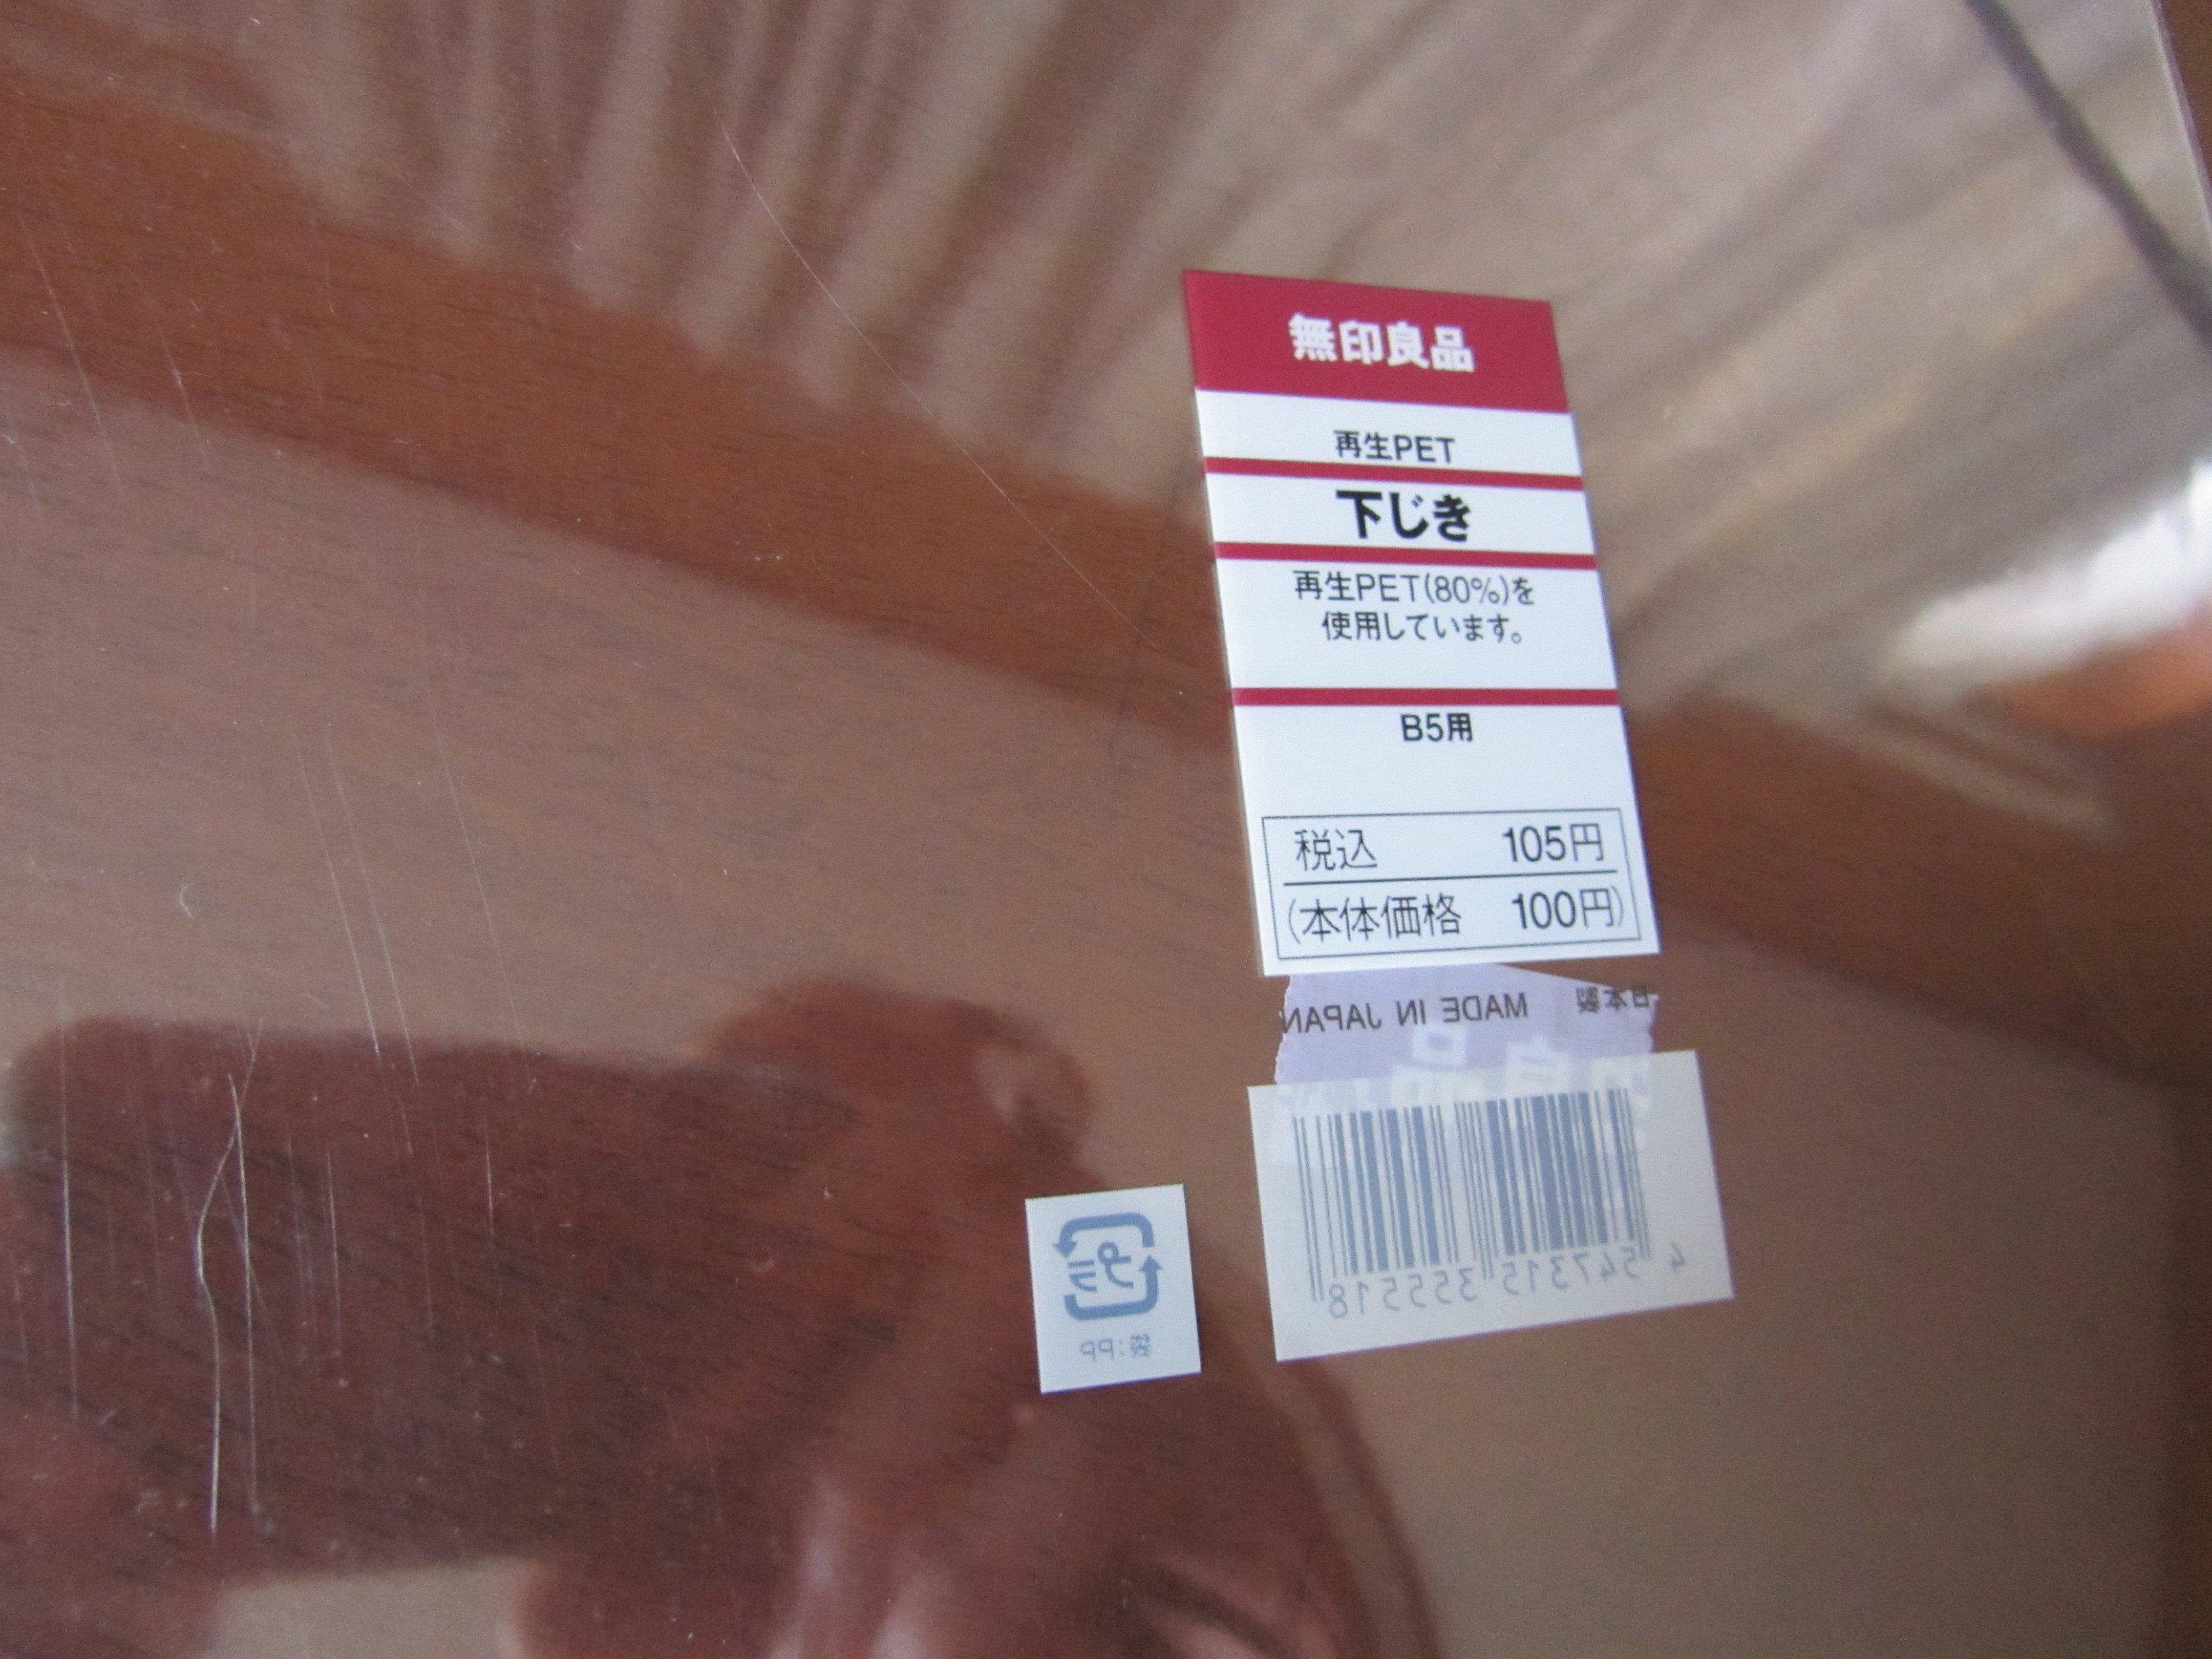 無印良品
再生PET
下じき
再生PET(80%)を
使用しています。
B5用
税込 105円
(本体価格 100円)
日本製 MADE IN JAPAN
良品
4 547315 355518
プラ
袋:PP